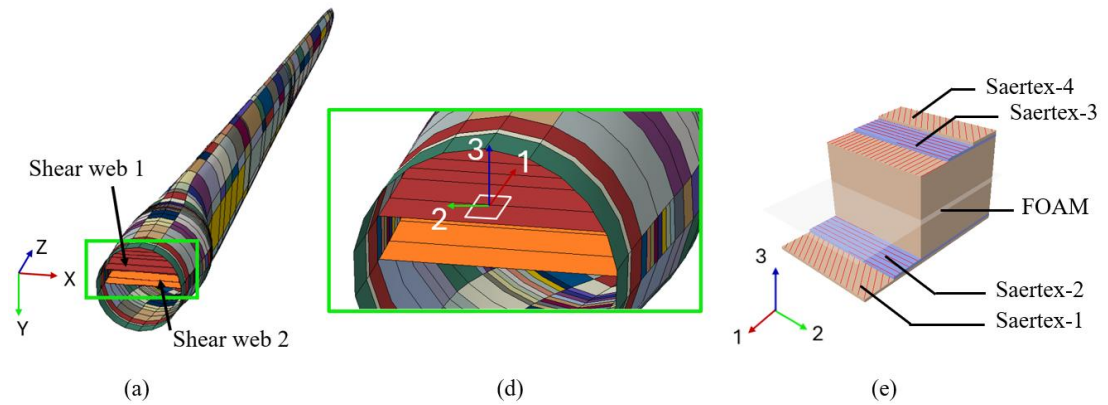 Shear web 1
Z
X
Y
Shear web 2
(a)
3
1
2
(d)
Saertex-4
Saertex-3
FOAM
Saertex-2
Saertex-1
3
1
2
(e)